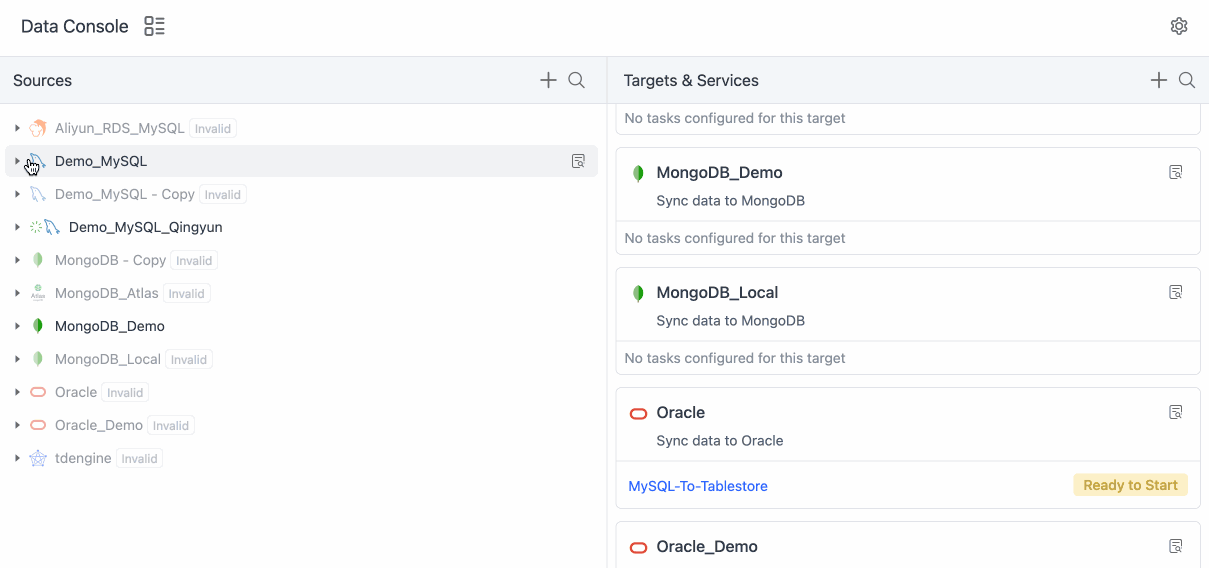 Data Console
Sources
Aliyun_RDS_MySQL Invalid
Demo_MySQL
Demo_MySQL - Copy Invalid
Demo_MySQL_Qingyun
MongoDB - Copy Invalid
Atlas MongoDB_Atlas Invalid
MongoDB_Demo
MongoDB_Local Invalid
Oracle Invalid
Oracle_Demo Invalid
tdengine Invalid
Targets & Services
No tasks configured for this target
MongoDB_Demo
Sync data to MongoDB
No tasks configured for this target
MongoDB_Local
Sync data to MongoDB
No tasks configured for this target
Oracle
Sync data to Oracle
MySQL-To-Tablestore Ready to Start
Oracle_Demo